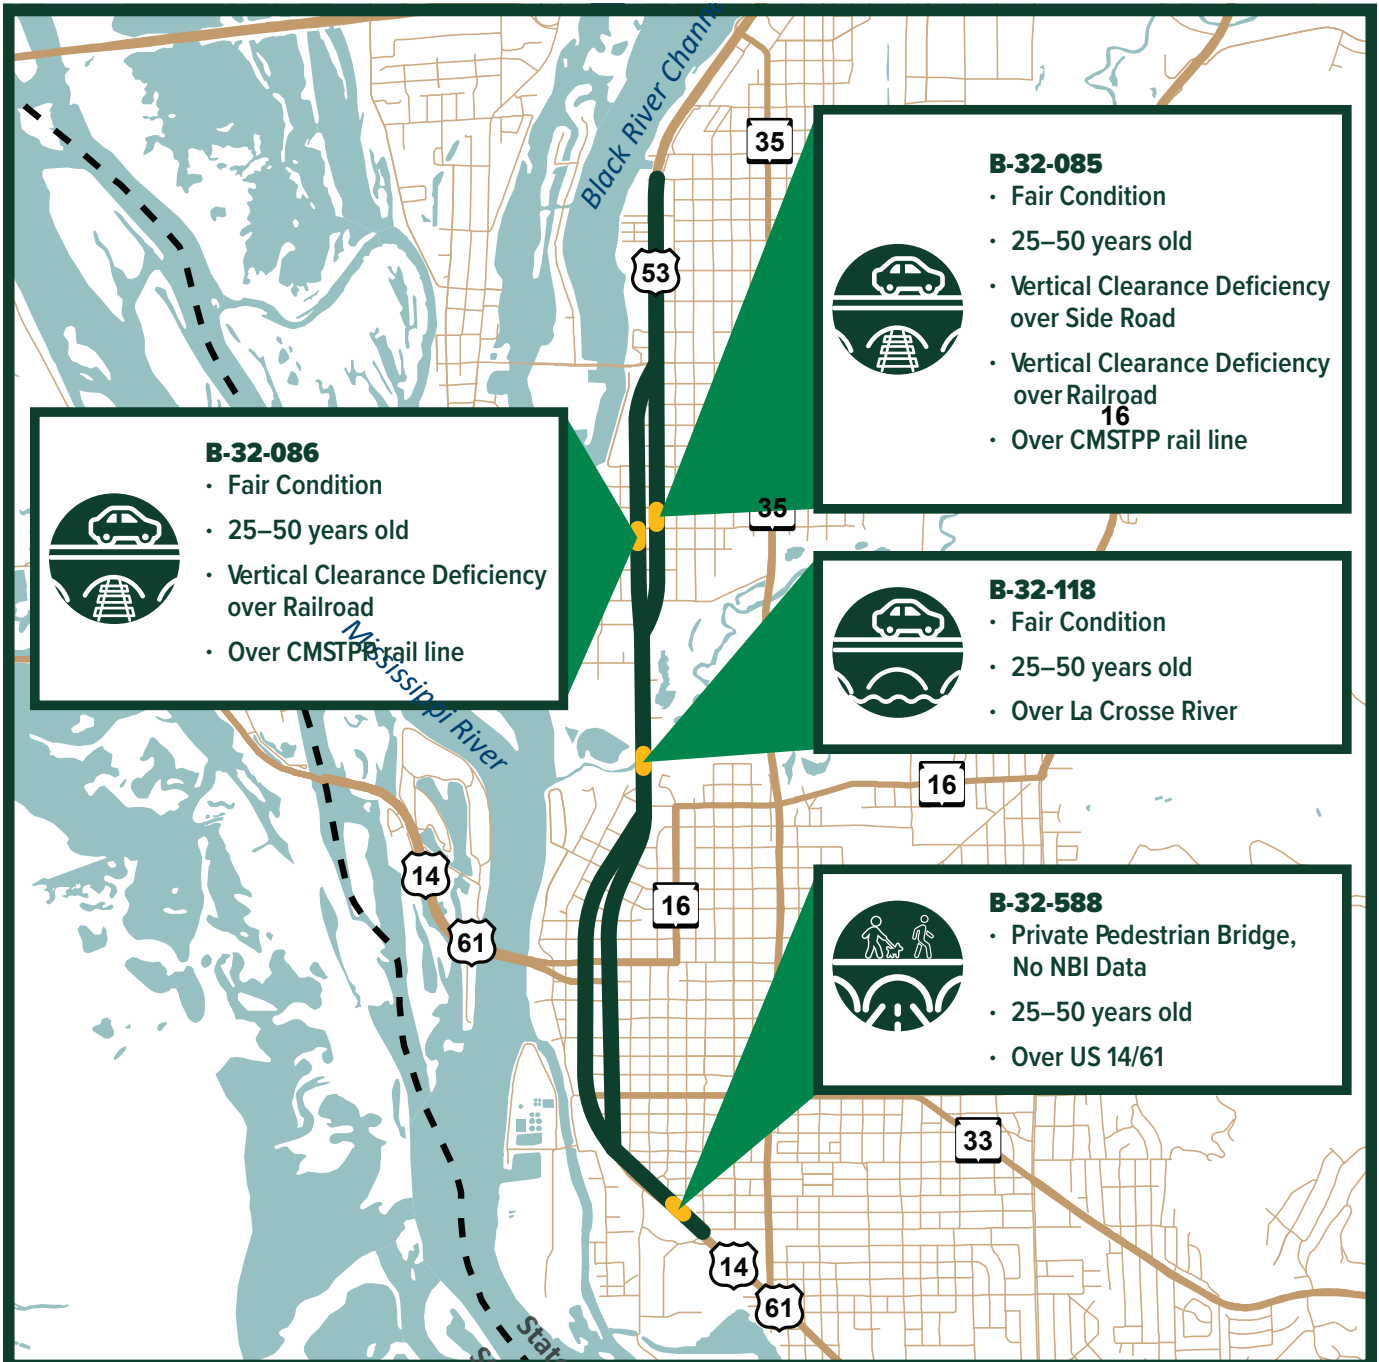 Black River Channe
35
53
B-32-085
· Fair Condition
· 25–50 years old
· Vertical Clearance Deficiency
over Side Road
· Vertical Clearance Deficiency
over Railroad
16
· Over CMSTPP rail line
B-32-086
· Fair Condition
· 25–50 years old
· Vertical Clearance Deficiency
over Railroad
· Over CMSTPP rail line
Mississippi River
35
B-32-118
· Fair Condition
· 25–50 years old
· Over La Crosse River
16
14
16
61
B-32-588
· Private Pedestrian Bridge,
No NBI Data
· 25–50 years old
· Over US 14/61
33
14
61
State
S